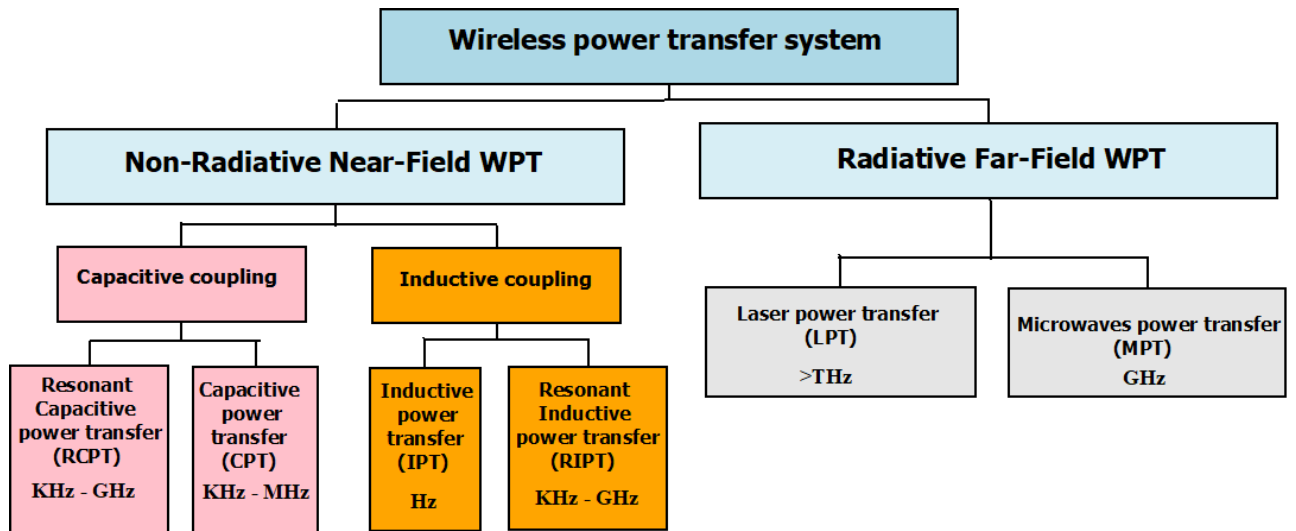 Wireless power transfer system
Non-Radiative Near-Field WPT
Radiative Far-Field WPT
Capacitive coupling
Inductive coupling
Laser power transfer
(LPT)
>THz
Microwaves power transfer
(MPT)
GHz
Resonant
Capacitive
power transfer
(RCPT)
KHz - GHz
Capacitive
power
transfer
(CPT)
KHz - MHz
Inductive
power
transfer
(IPT)
Hz
Resonant
Inductive
power transfer
(RIPT)
KHz - GHz